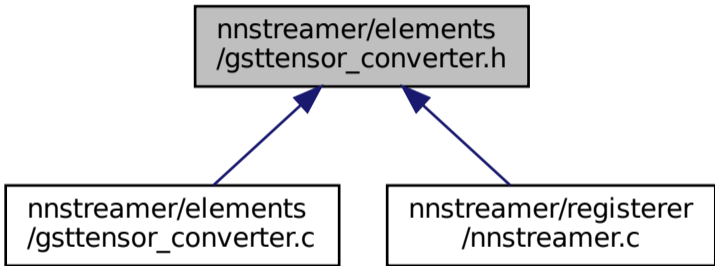 nnstreamer/elements
/gsttensor_converter.h
nnstreamer/elements
/gsttensor_converter.c
nnstreamer/registerer
/nnstreamer.c